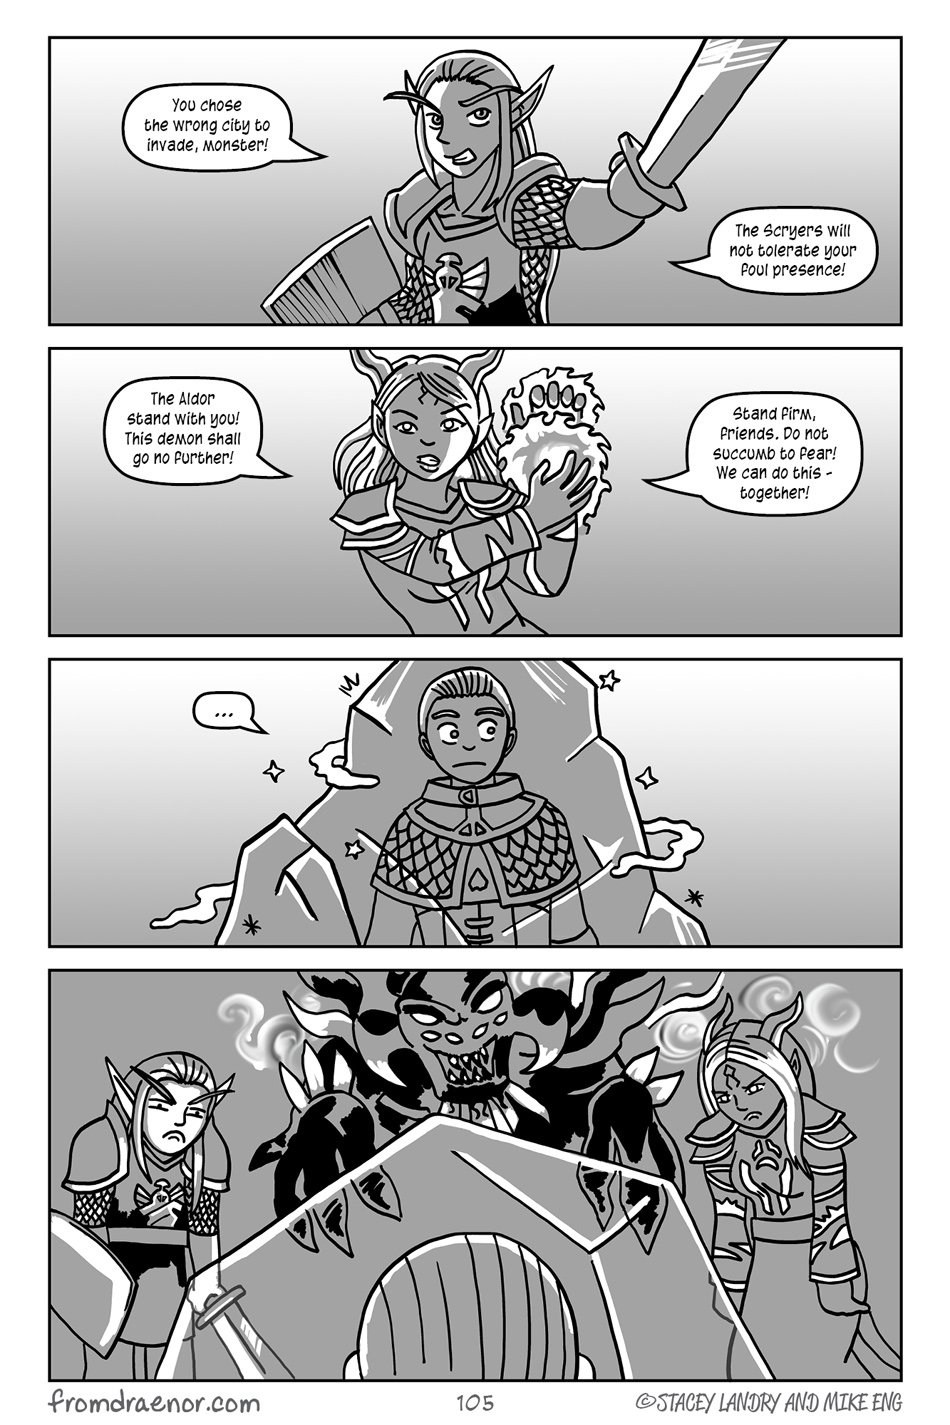 You chose
the wrong city to
invade, monster!
The Scryers will
not tolerate your
foul presence!
The Aldor
stand with you!
This demon shall
go no further!
Stand firm,
friends. Do not
succumb to fear!
We can do this -
together!
...
fromdraenor.com
105
©STACEY LANDRY AND MIKE ENG